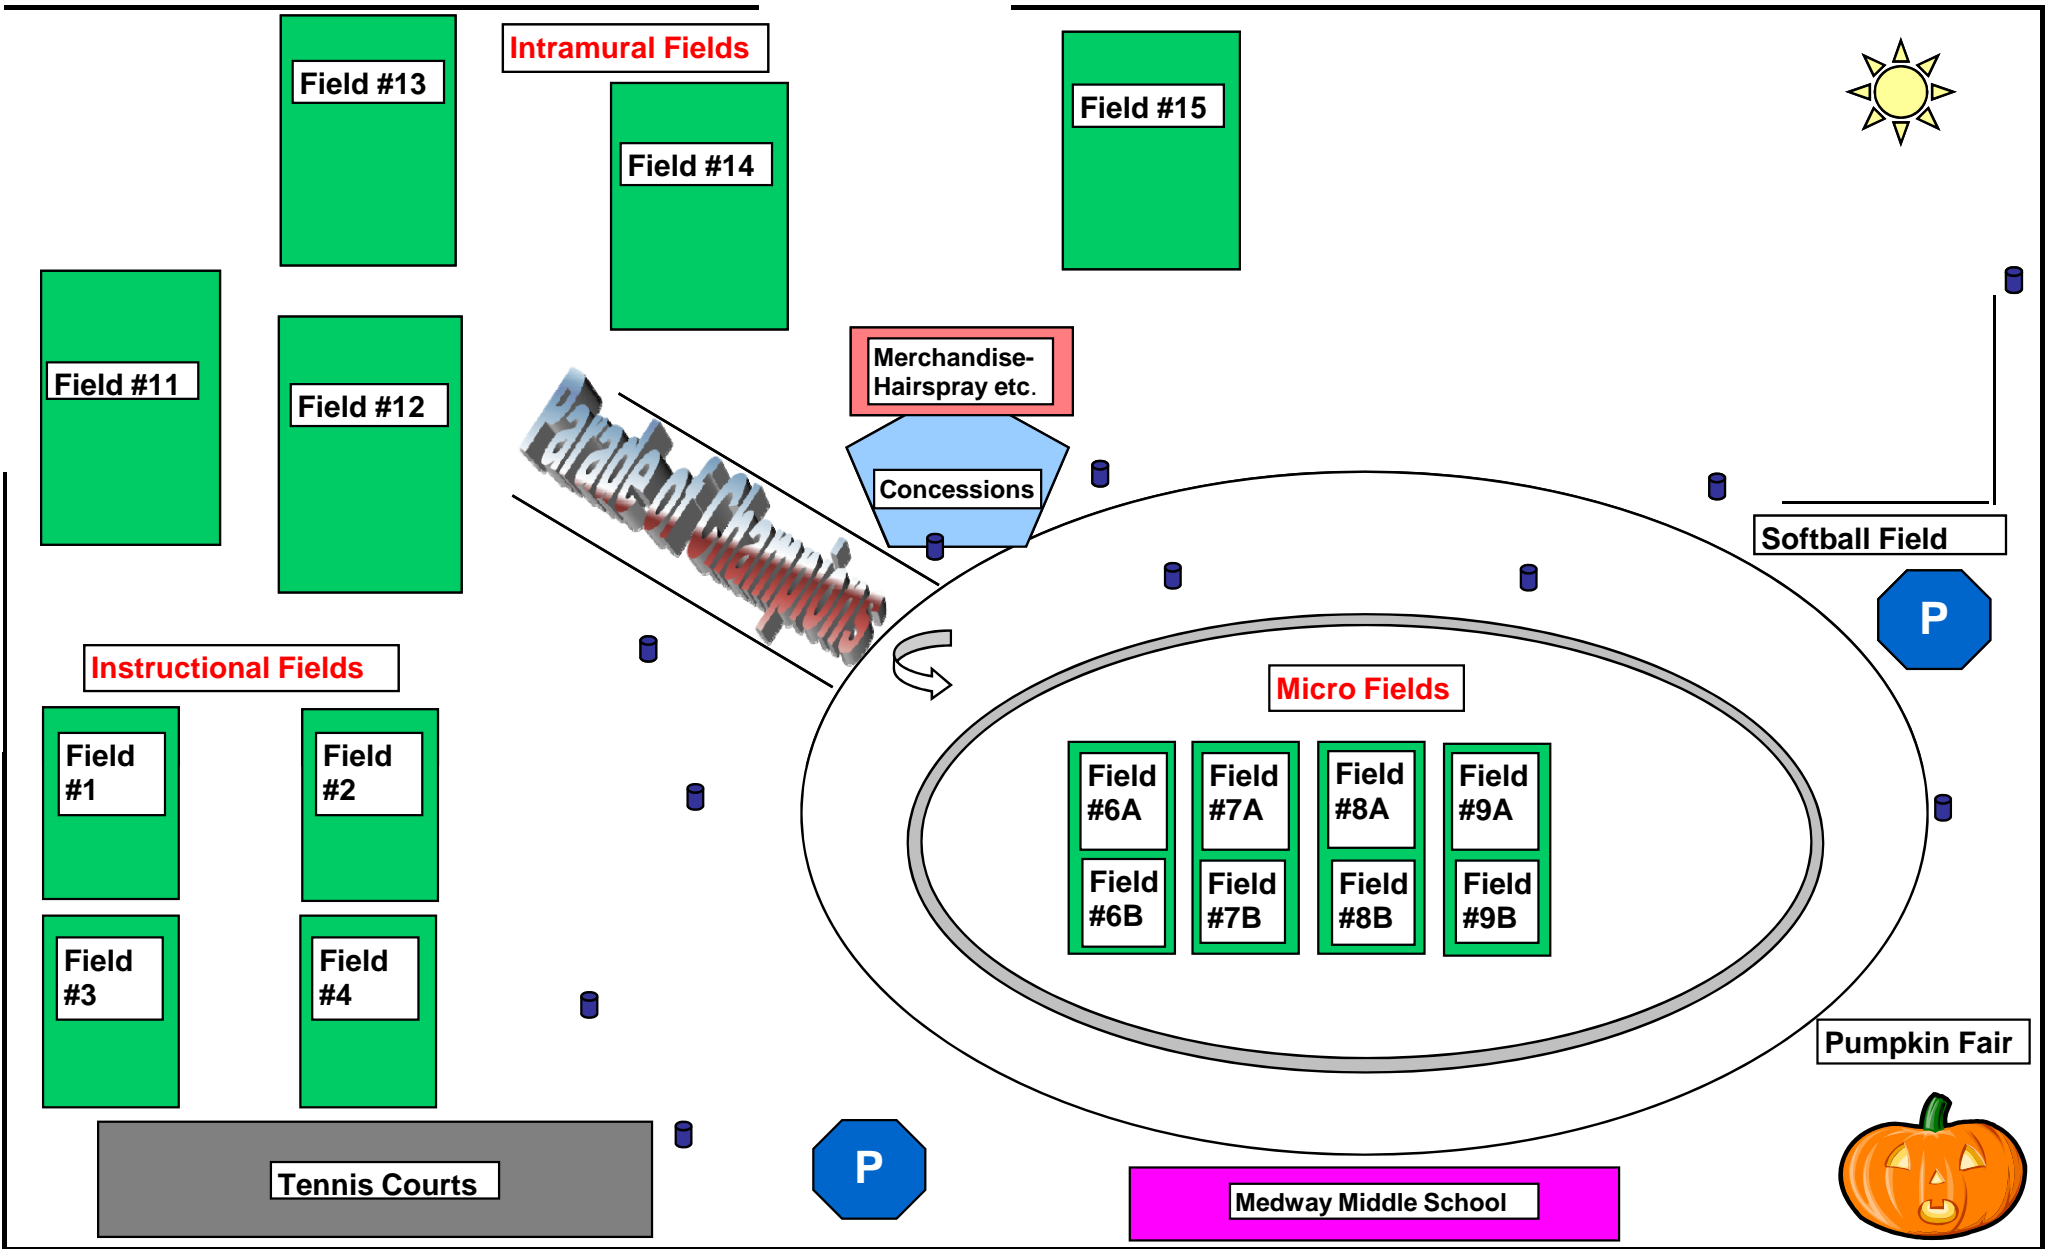 Intramural Fields
Field #13
Field #14
Field #15
Field #11
Field #12
Merchandise-
Hairspray etc.
Concessions
Parade of Champions
Softball Field
P
Instructional Fields
Micro Fields
Field
#1
Field
#2
Field
#6A
Field
#7A
Field
#8A
Field
#9A
Field
#6B
Field
#7B
Field
#8B
Field
#9B
Field
#3
Field
#4
Pumpkin Fair
Tennis Courts
P
Medway Middle School